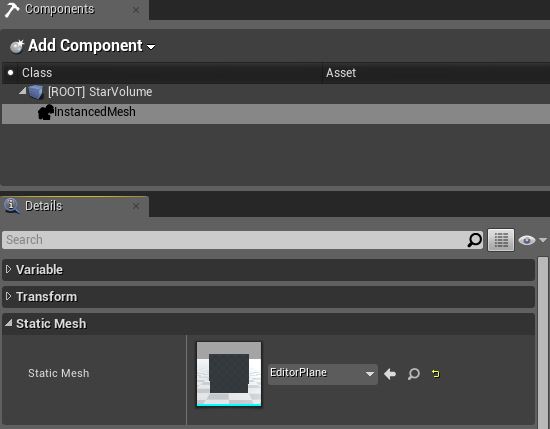 Components
Add Component
Class Asset
[ROOT] StarVolume
InstancedMesh
Details
Search
Variable
Transform
Static Mesh
Static Mesh EditorPlane